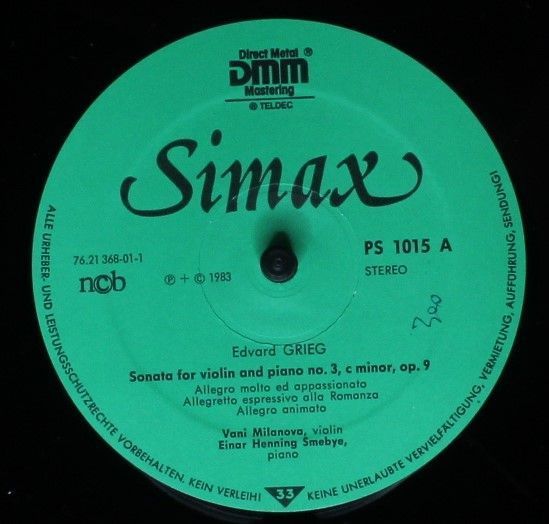 Direct Metal ®
DMM
Mastering
® TELDEC
Simax
76.21 368-01-1
ncb
℗ + © 1983
PS 1015 A
STEREO
300
Edvard GRIEG
Sonata for violin and piano no. 3, c minor, op. 9
Allegro molto ed appassionato
Allegretto espressivo alla Romanza
Allegro animato
Vani Milanova, violin
Einar Henning Smebye,
piano
33
ALLE URHEBER- UND LEISTUNGSSCHUTZRECHTE VORBEHALTEN. KEIN VERLEIH! KEINE UNERLAUBTE VERVIELFÄLTIGUNG, VERMIETUNG, AUFFÜHRUNG, SENDUNG!